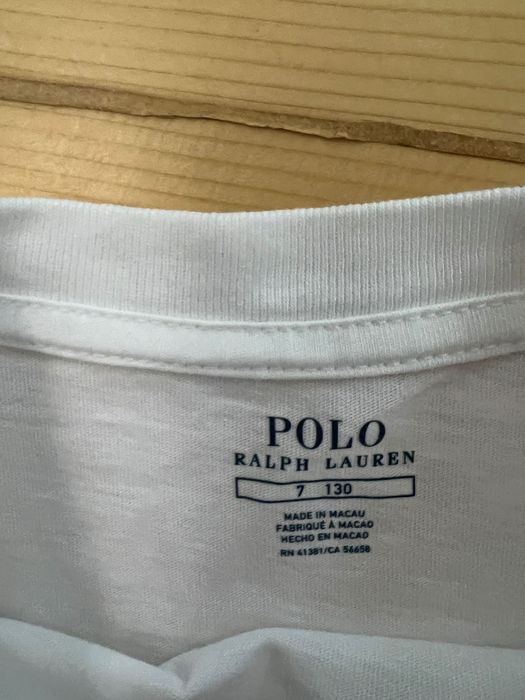 POLO
RALPH LAUREN
7 130
MADE IN MACAU
FABRIQUÉ À MACAO
HECHO EN MACAO
RN 41381/CA 56658